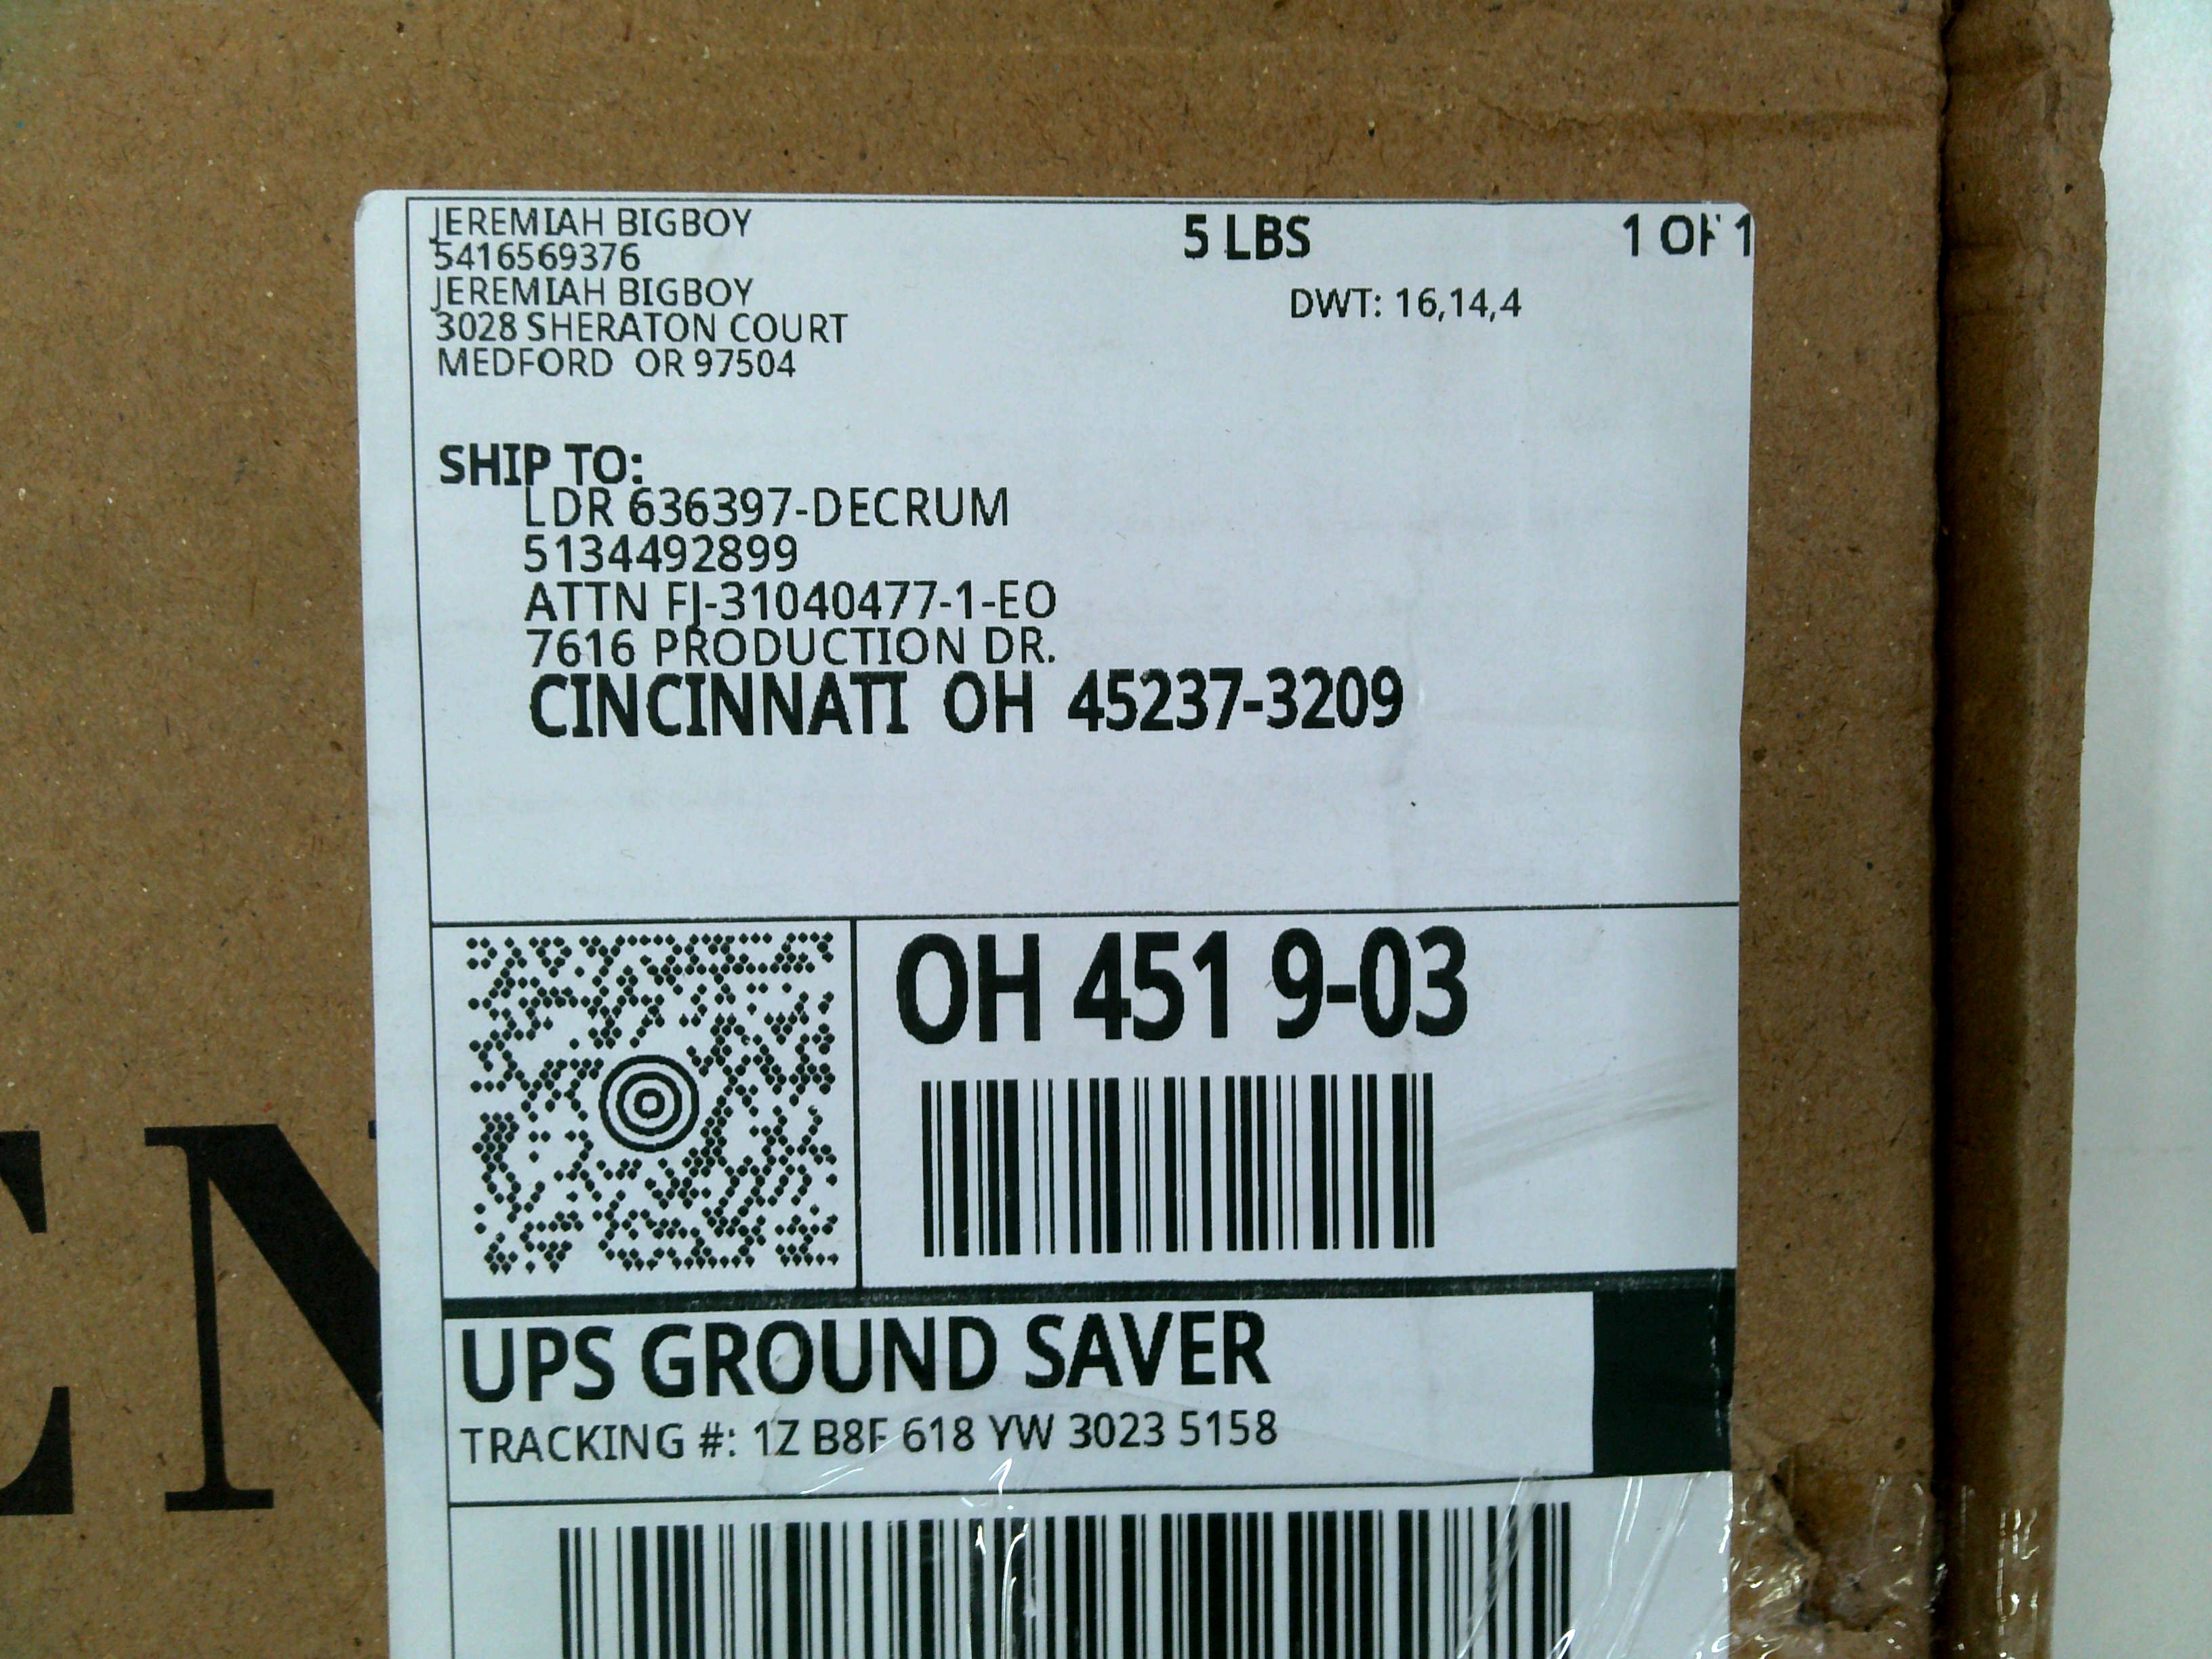 JEREMIAH BIGBOY
5416569376
JEREMIAH BIGBOY
3028 SHERATON COURT
MEDFORD OR 97504
5 LBS
1 OF 1
DWT: 16,14,4
SHIP TO:
LDR 636397-DECRUM
5134492899
ATTN FJ-31040477-1-EO
7616 PRODUCTION DR.
CINCINNATI OH 45237-3209
OH 451 9-03
UPS GROUND SAVER
TRACKING #: 1Z B8F 618 YW 3023 5158
EN